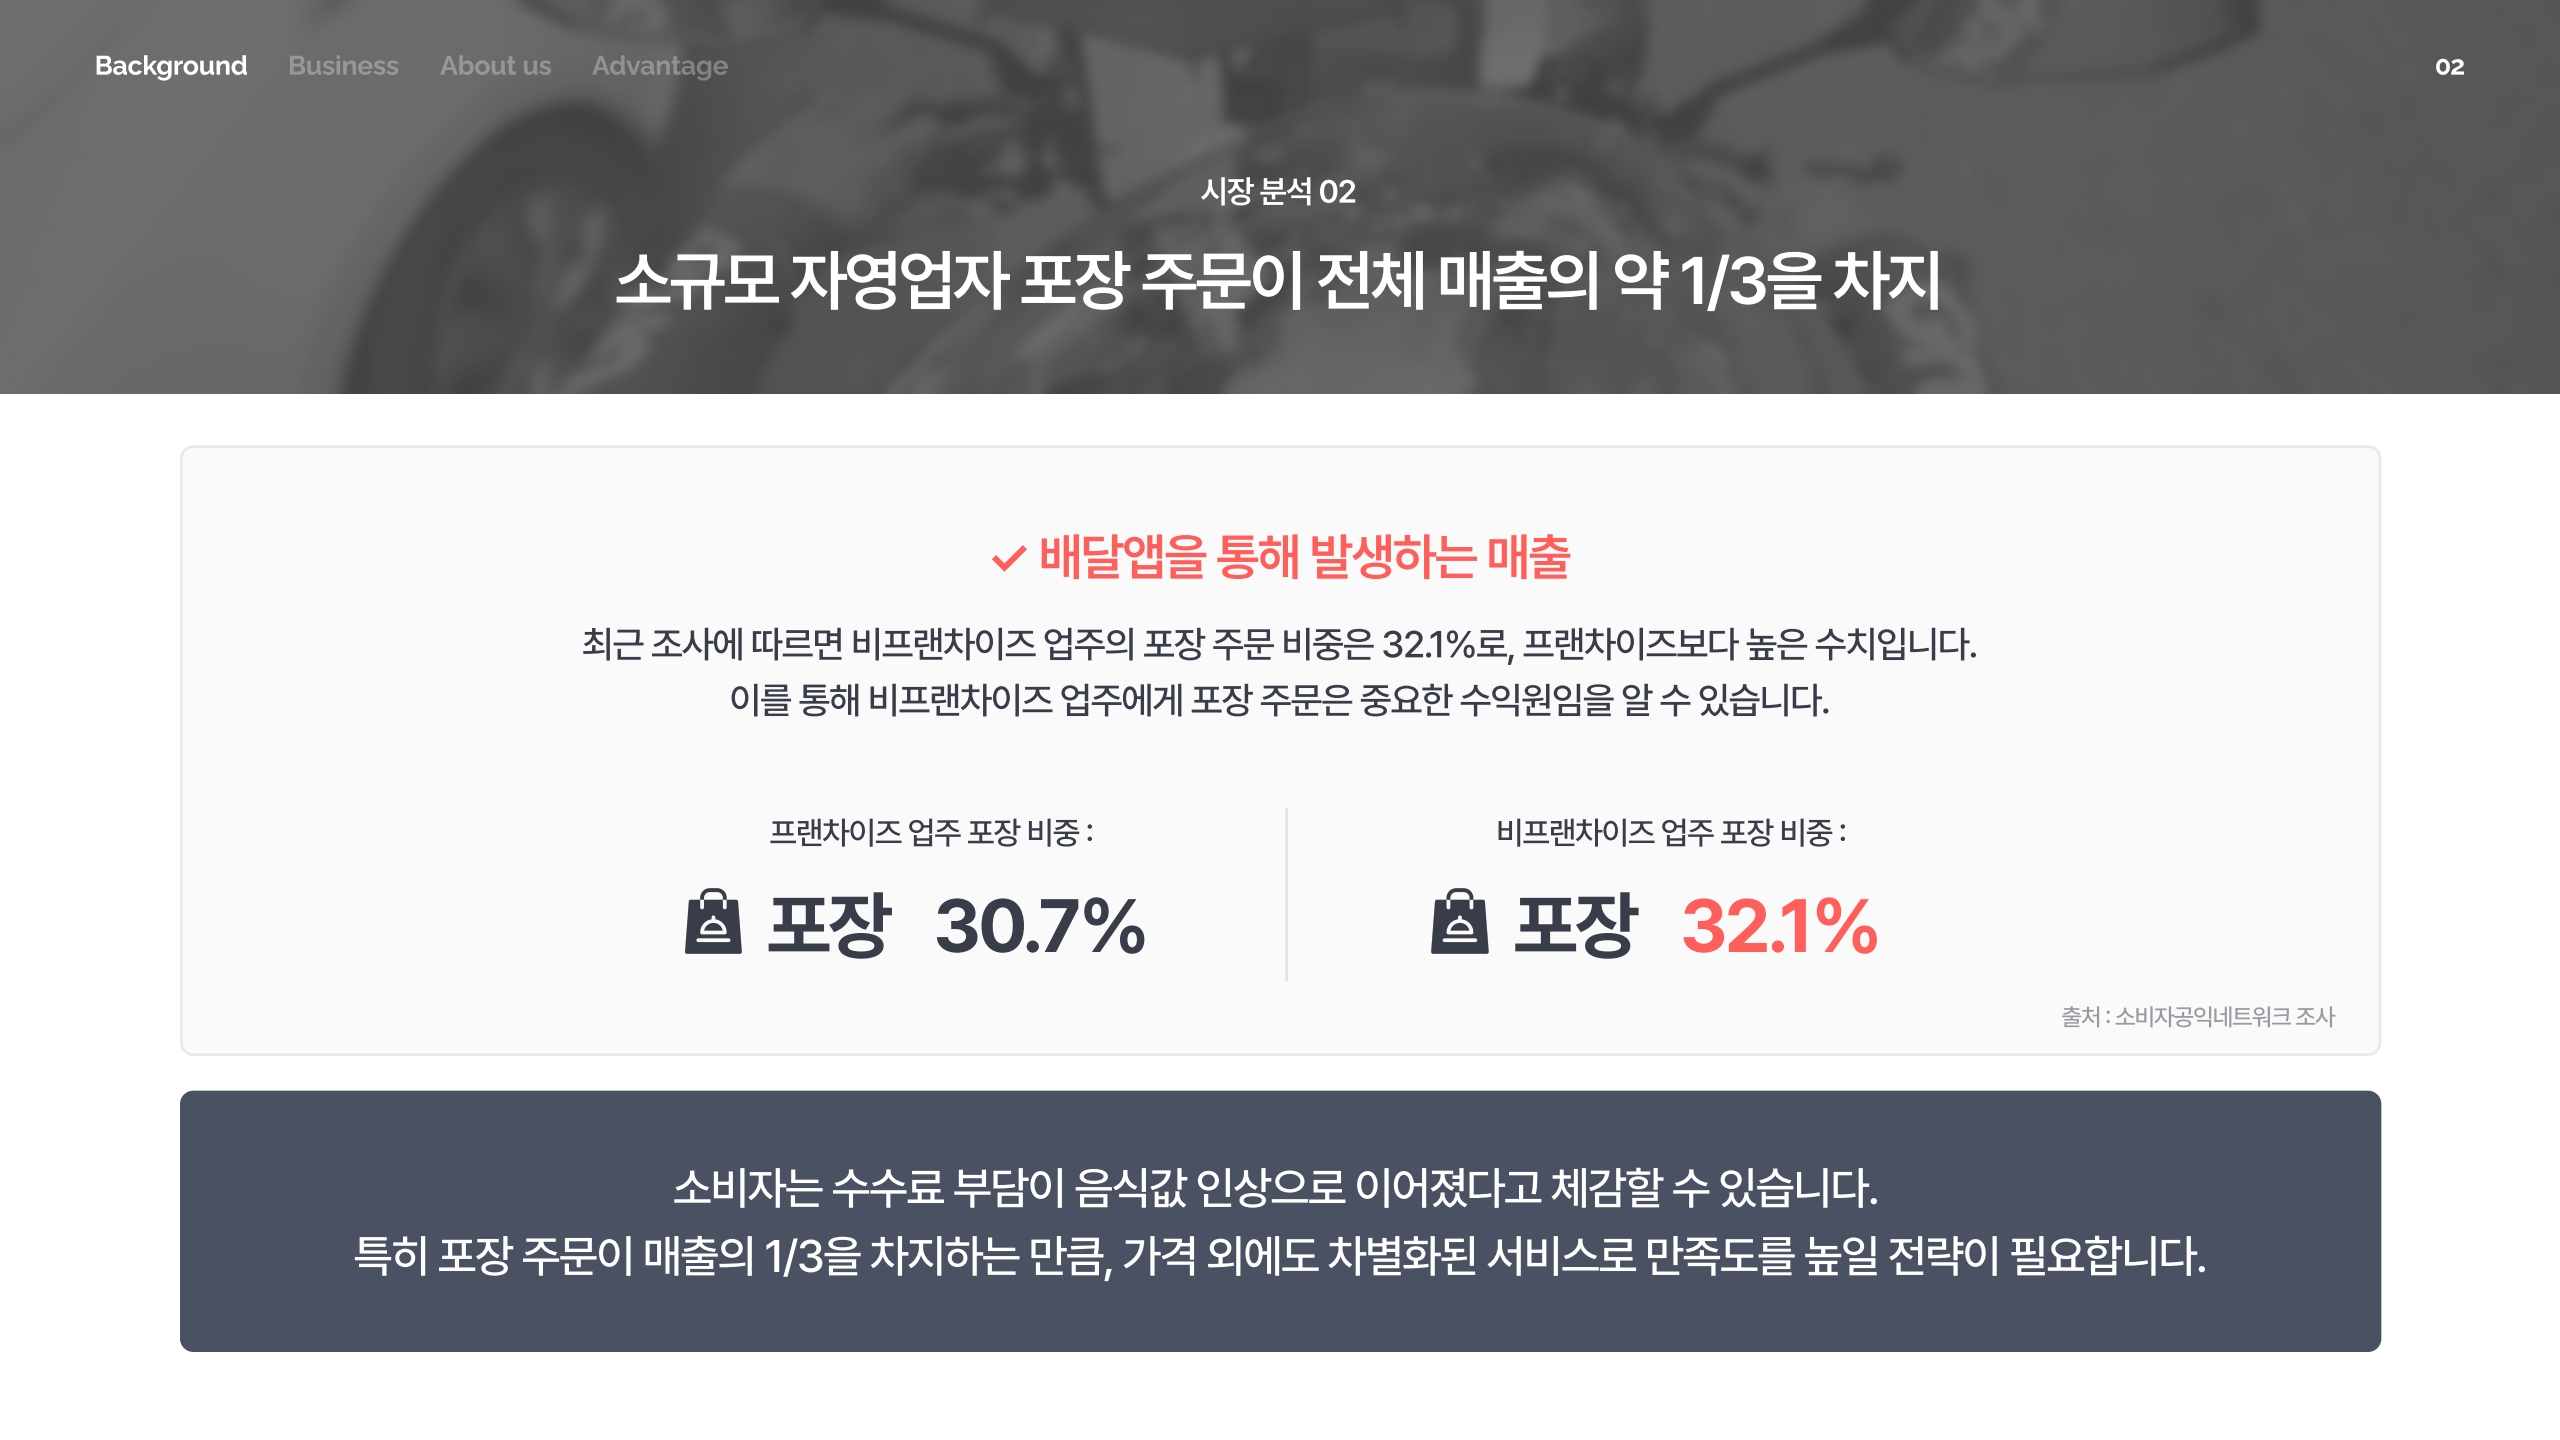 Background Business About us Advantage 02
시장 분석 02
소규모 자영업자 포장 주문이 전체 매출의 약 1/3을 차지
배달앱을 통해 발생하는 매출
최근 조사에 따르면 비프랜차이즈 업주의 포장 주문 비중은 32.1%로, 프랜차이즈보다 높은 수치입니다.
이를 통해 비프랜차이즈 업주에게 포장 주문은 중요한 수익원임을 알 수 있습니다.
프랜차이즈 업주 포장 비중 :
포장 30.7%
비프랜차이즈 업주 포장 비중 :
포장 32.1%
출처 : 소비자공익네트워크 조사
소비자는 수수료 부담이 음식값 인상으로 이어졌다고 체감할 수 있습니다.
특히 포장 주문이 매출의 1/3을 차지하는 만큼, 가격 외에도 차별화된 서비스로 만족도를 높일 전략이 필요합니다.